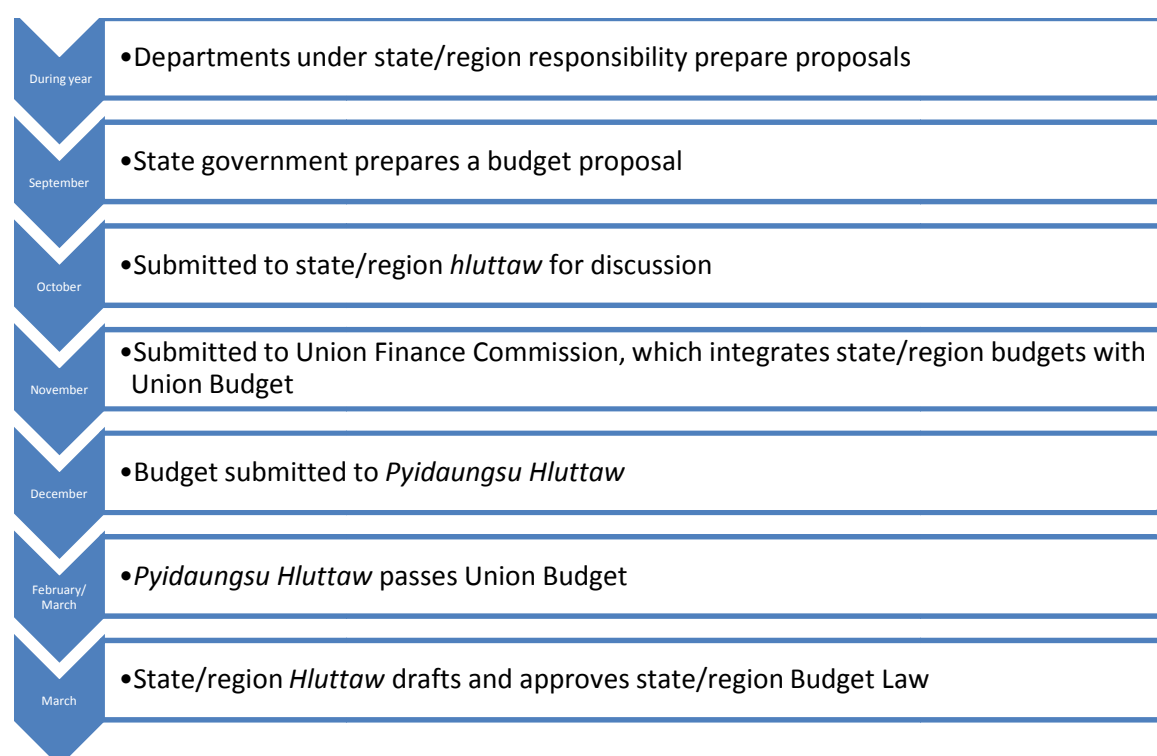 During year
•Departments under state/region responsibility prepare proposals
September
•State government prepares a budget proposal
October
•Submitted to state/region hluttaw for discussion
November
•Submitted to Union Finance Commission, which integrates state/region budgets with
Union Budget
December
•Budget submitted to Pyidaungsu Hluttaw
February/
March
•Pyidaungsu Hluttaw passes Union Budget
March
•State/region Hluttaw drafts and approves state/region Budget Law